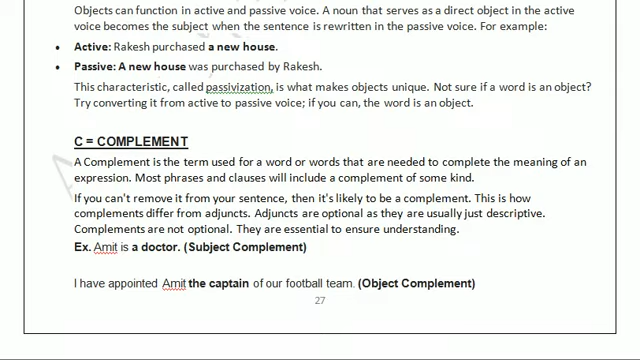 Objects can function in active and passive voice. A noun that serves as a direct object in the active
voice becomes the subject when the sentence is rewritten in the passive voice. For example:
• Active: Rakesh purchased a new house.
• Passive: A new house was purchased by Rakesh.
This characteristic, called passivization, is what makes objects unique. Not sure if a word is an object?
Try converting it from active to passive voice; if you can, the word is an object.
C = COMPLEMENT
A Complement is the term used for a word or words that are needed to complete the meaning of an
expression. Most phrases and clauses will include a complement of some kind.
If you can't remove it from your sentence, then it's likely to be a complement. This is how
complements differ from adjuncts. Adjuncts are optional as they are usually just descriptive.
Complements are not optional. They are essential to ensure understanding.
Ex. Amit is a doctor. (Subject Complement)
I have appointed Amit the captain of our football team. (Object Complement)
27